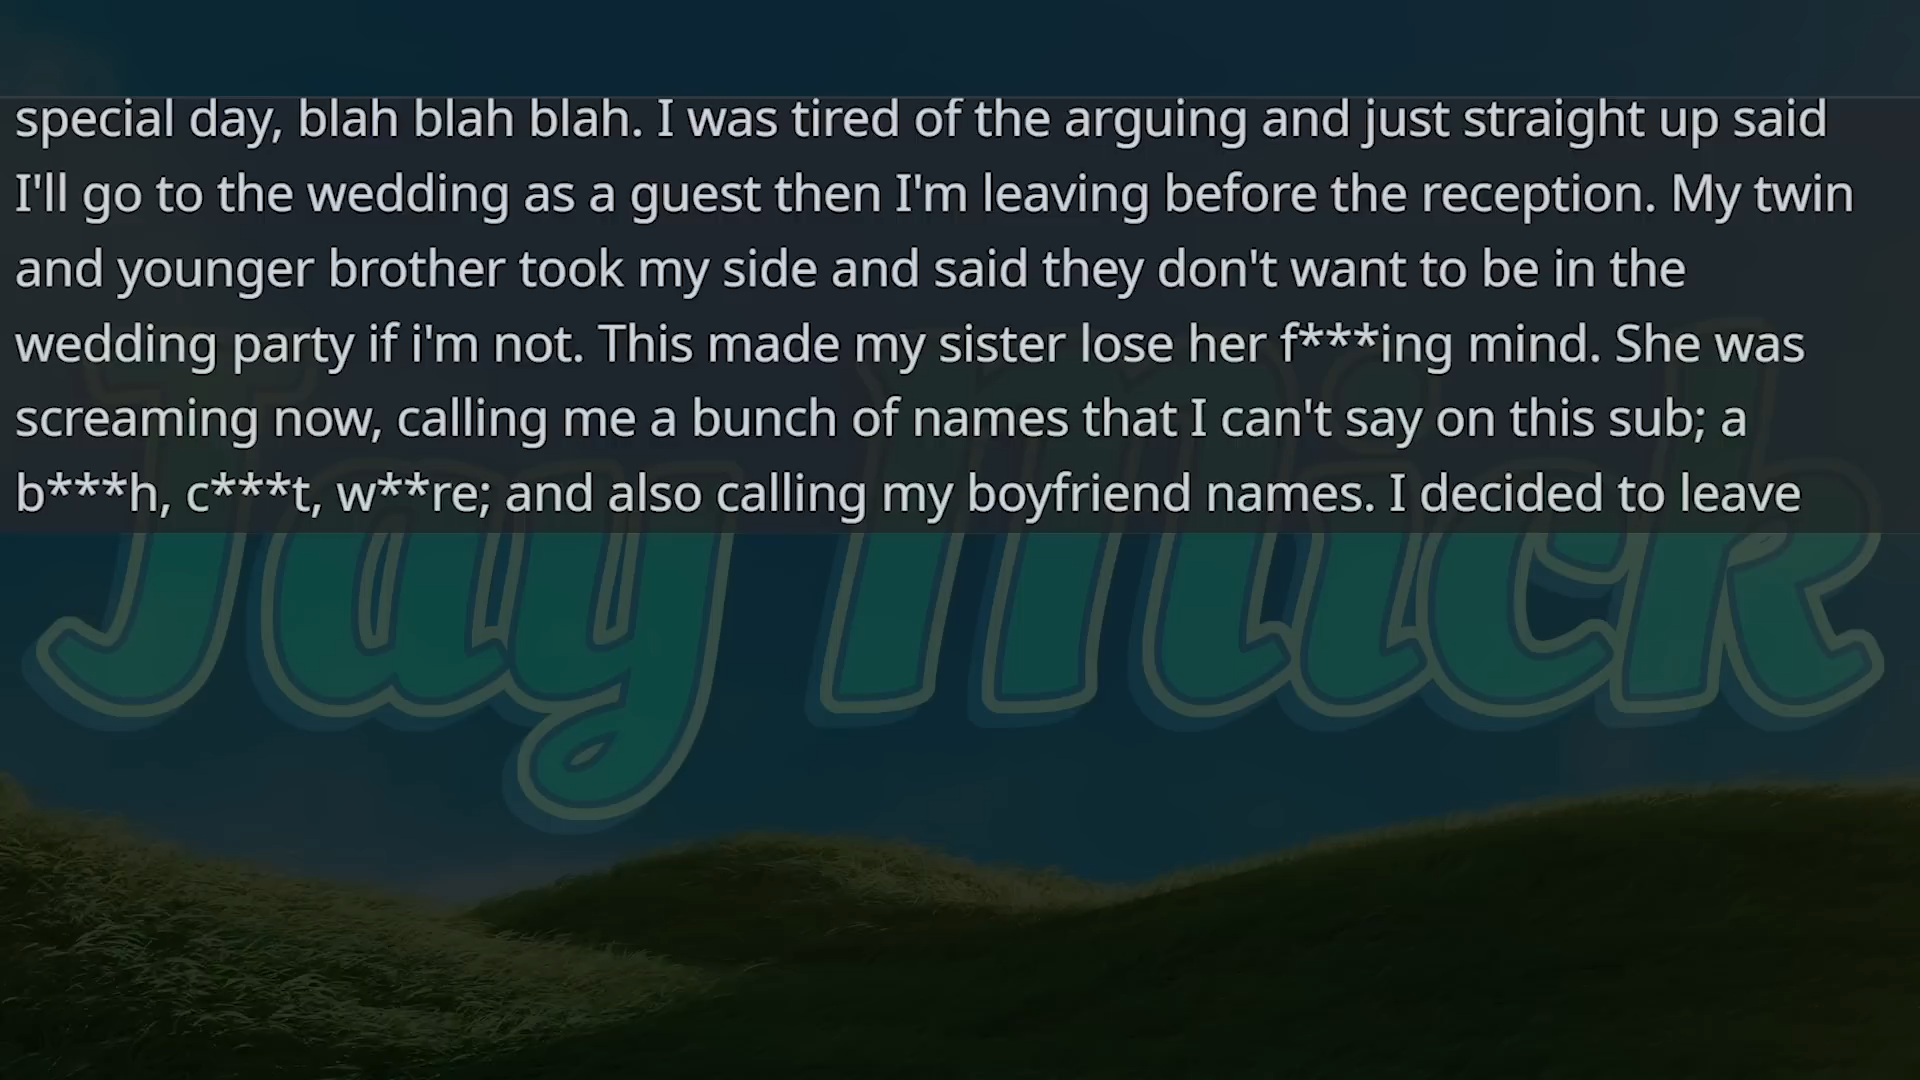 special day, blah blah blah. I was tired of the arguing and just straight up said
I'll go to the wedding as a guest then I'm leaving before the reception. My twin
and younger brother took my side and said they don't want to be in the
wedding party if i'm not. This made my sister lose her f***ing mind. She was
screaming now, calling me a bunch of names that I can't say on this sub; a
b***h, c***t, w**re; and also calling my boyfriend names. I decided to leave
Jay Mick